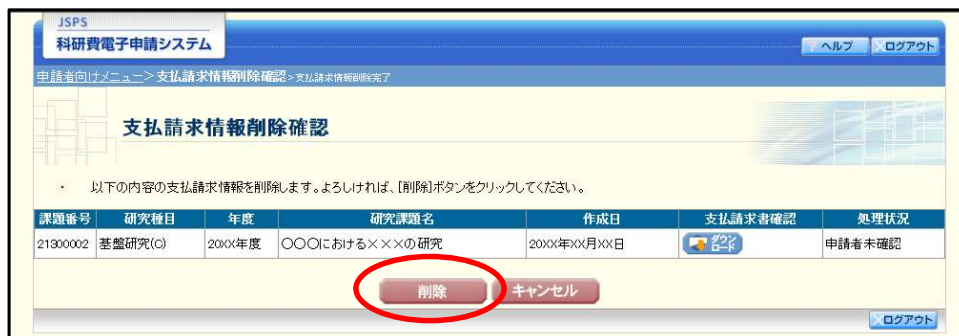 JSPS
科研費電子申請システム
ヘルプ ログアウト
申請者向けメニュー>支払請求情報削除確認>支払請求情報削除完了
支払請求情報削除確認
・ 以下の内容の支払請求情報を削除します。よろしければ、[削除]ボタンをクリックしてください。
課題番号 研究種目 年度 研究課題名 作成日 支払請求書確認 処理状況
21300002 基盤研究(C) 20XX年度 〇〇〇における×××の研究 20XX年XX月XX日 ダウンロード 申請者未確認
削除 キャンセル
ログアウト